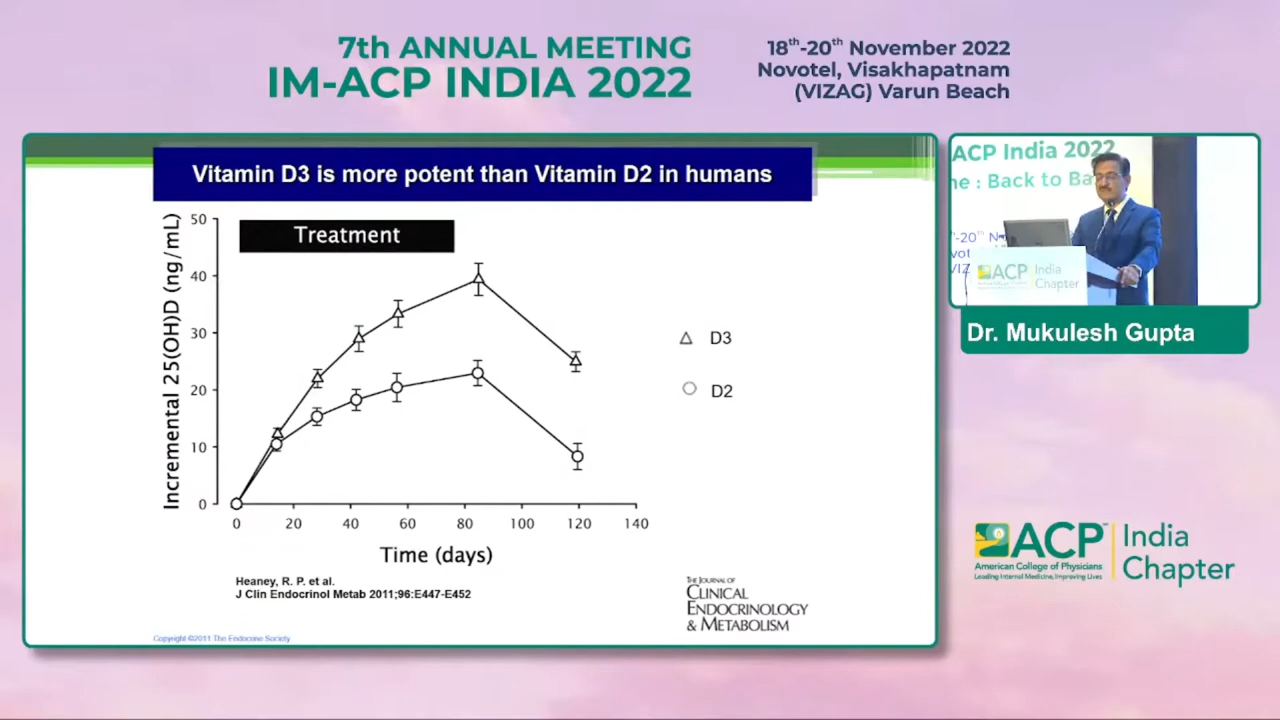 7th ANNUAL MEETING
IM-ACP INDIA 2022
18th-20th November 2022
Novotel, Visakhapatnam
(VIZAG) Varun Beach
Vitamin D3 is more potent than Vitamin D2 in humans
Treatment
Incremental 25(OH)D (ng/mL)
50
40
30
20
10
0
0 20 40 60 80 100 120 140
Time (days)
D3
D2
Heaney, R. P. et al.
J Clin Endocrinol Metab 2011;96:E447-E452
THE JOURNAL OF
CLINICAL
ENDOCRINOLOGY
& METABOLISM
Copyright ©2011 The Endocrine Society
ACP India 2022
: Back to
-20th
ACP India
Chapter
Dr. Mukulesh Gupta
ACP
American College of Physicians
Leading Internal Medicine, Improving Lives
India
Chapter